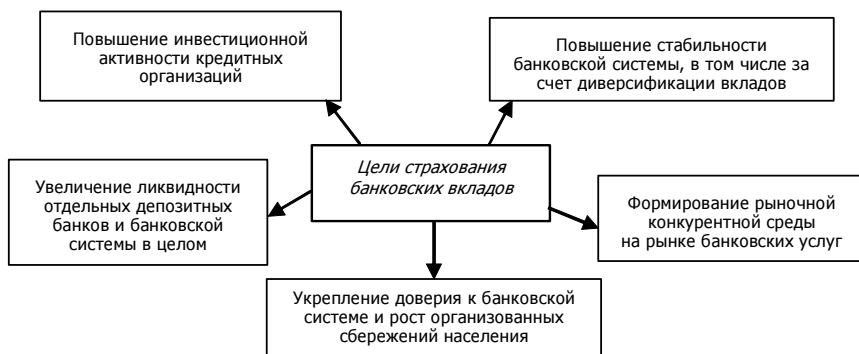 Повышение инвестиционной
активности кредитных
организаций
Повышение стабильности
банковской системы, в том числе за
счет диверсификации вкладов
Цели страхования
банковских вкладов
Увеличение ликвидности
отдельных депозитных
банков и банковской
системы в целом
Формирование рыночной
конкурентной среды
на рынке банковских услуг
Укрепление доверия к банковской
системе и рост организованных
сбережений населения